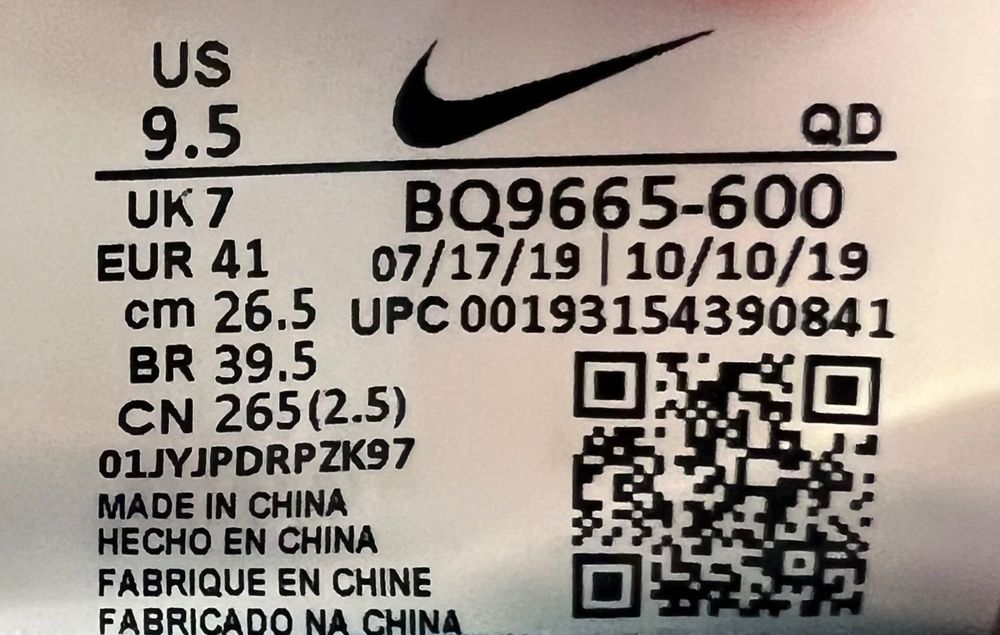 US
9.5
QD
UK 7
BQ9665-600
EUR 41
07/17/19 | 10/10/19
cm 26.5
UPC 00193154390841
BR 39.5
CN 265(2.5)
01JYJPDRPZK97
MADE IN CHINA
HECHO EN CHINA
FABRIQUE EN CHINE
FABRICADO NA CHINA